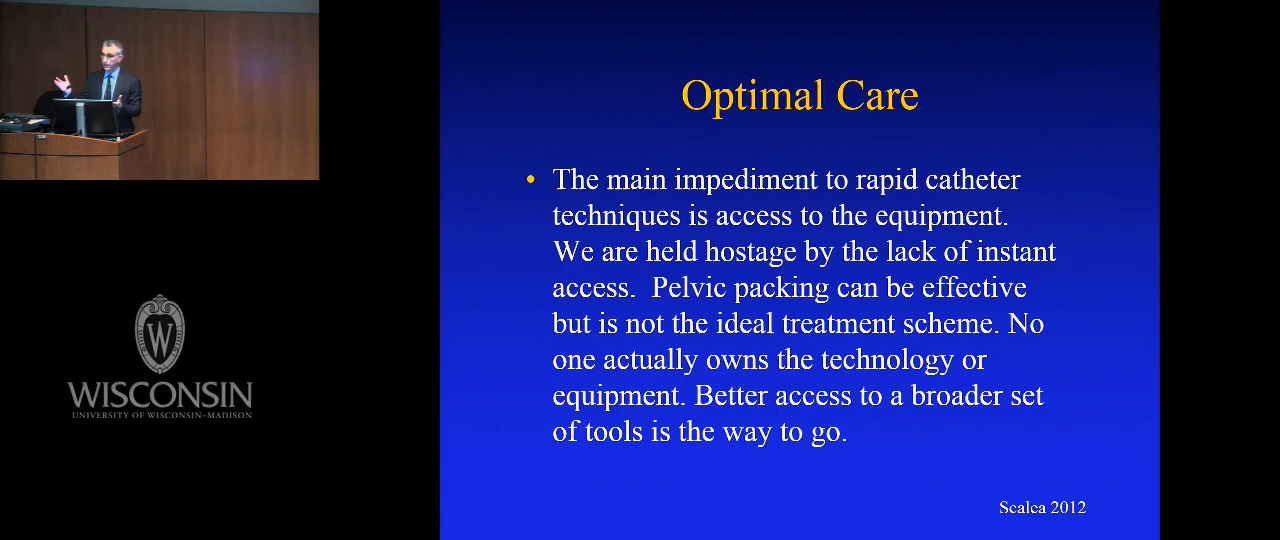 Optimal Care
• The main impediment to rapid catheter
techniques is access to the equipment.
We are held hostage by the lack of instant
access.  Pelvic packing can be effective
but is not the ideal treatment scheme. No
one actually owns the technology or
equipment. Better access to a broader set
of tools is the way to go.
Scalea 2012
W
WISCONSIN
UNIVERSITY OF WISCONSIN–MADISON